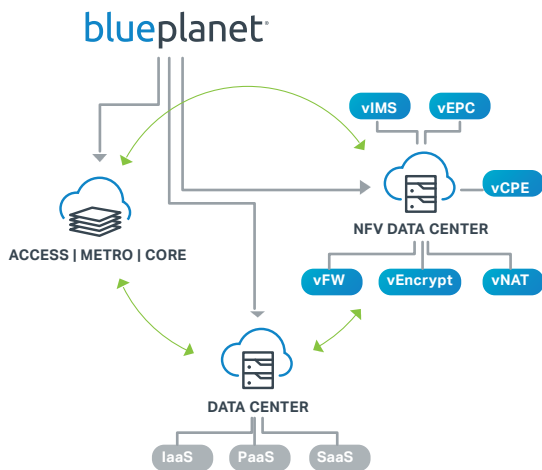 blueplanet
vIMS
vEPC
vCPE
NFV DATA CENTER
ACCESS | METRO | CORE
vFW
vEncrypt
vNAT
DATA CENTER
IaaS
PaaS
SaaS